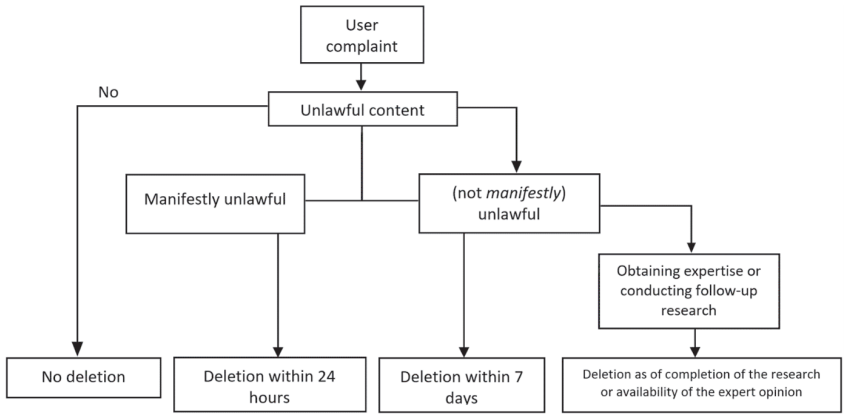 User
complaint
No
Unlawful content
Manifestly unlawful
(not manifestly)
unlawful
Obtaining expertise or
conducting follow-up
research
No deletion
Deletion within 24
hours
Deletion within 7
days
Deletion as of completion of the research
or availability of the expert opinion